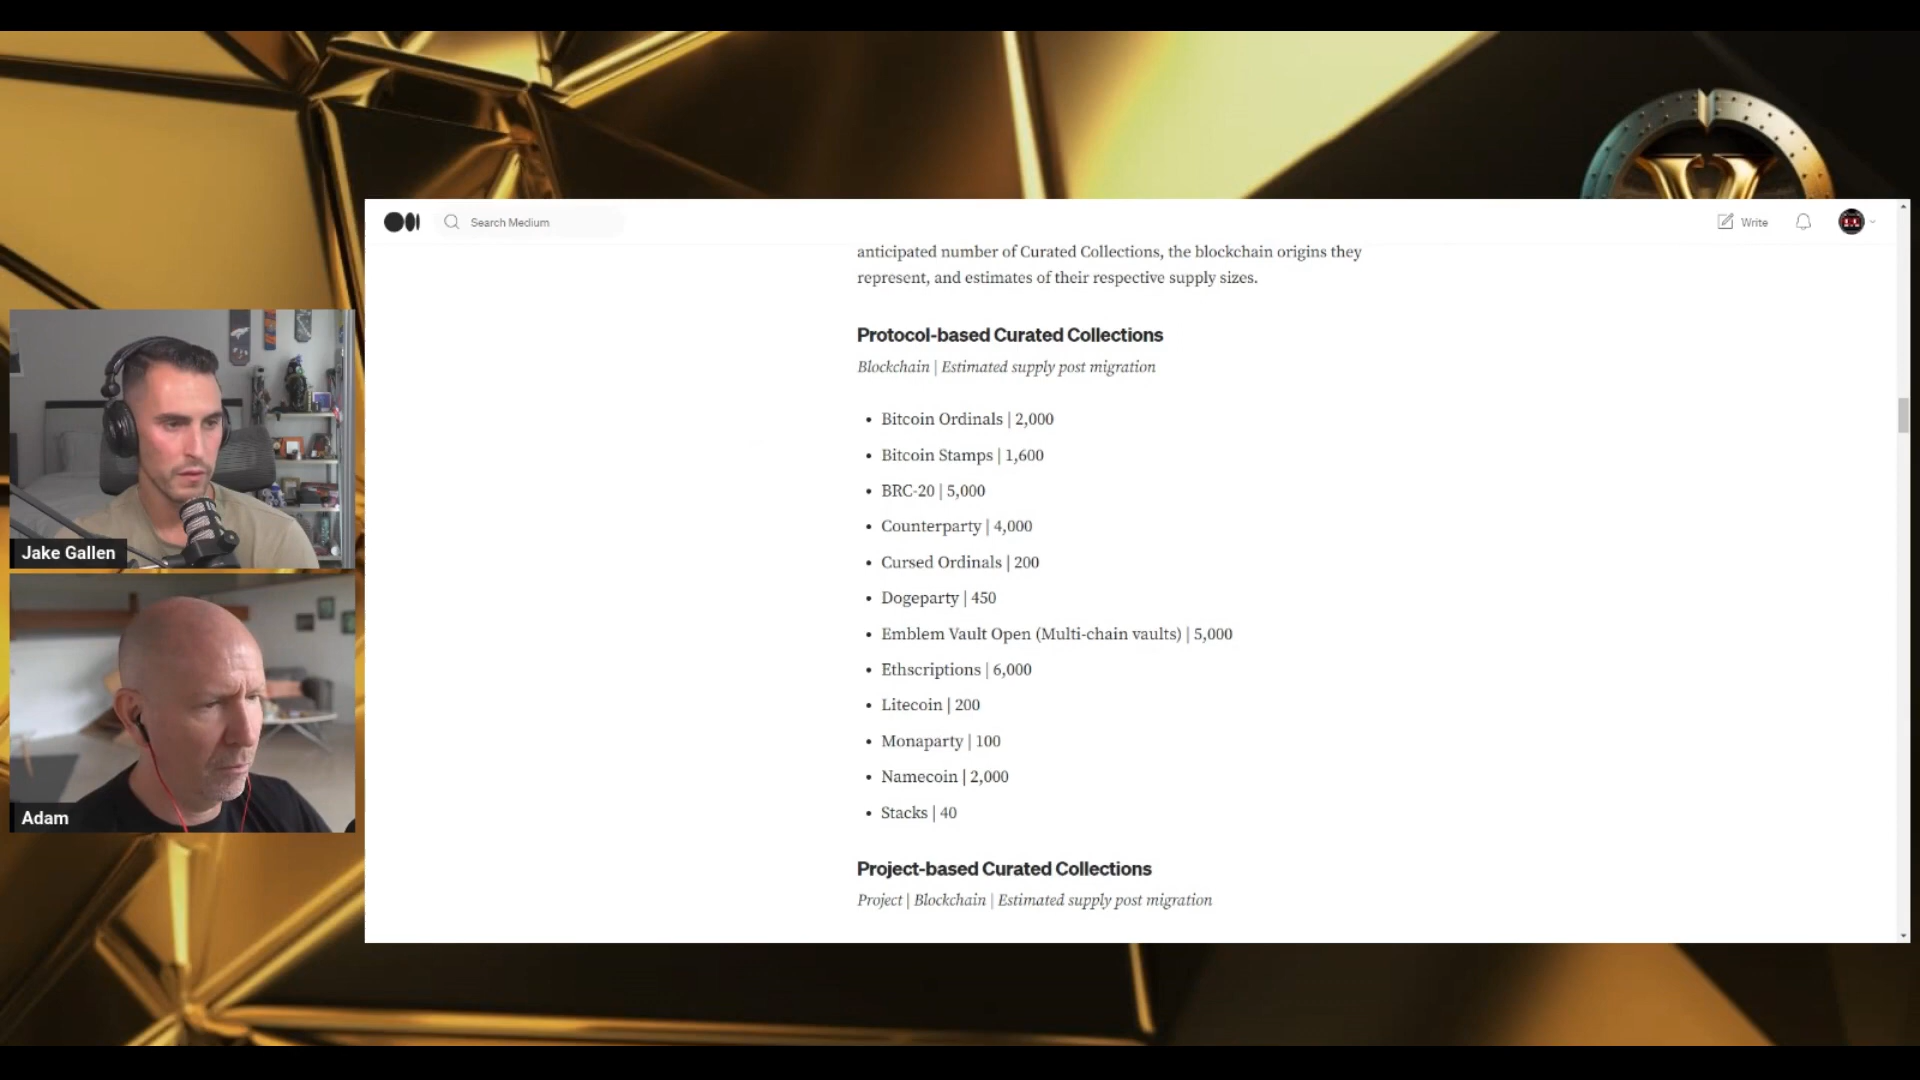 Search Medium
Write
anticipated number of Curated Collections, the blockchain origins they
represent, and estimates of their respective supply sizes.
Protocol-based Curated Collections
Blockchain | Estimated supply post migration
• Bitcoin Ordinals | 2,000
• Bitcoin Stamps | 1,600
• BRC-20 | 5,000
• Counterparty | 4,000
• Cursed Ordinals | 200
• Dogeparty | 450
• Emblem Vault Open (Multi-chain vaults) | 5,000
• Ethscriptions | 6,000
• Litecoin | 200
• Monaparty | 100
• Namecoin | 2,000
• Stacks | 40
Project-based Curated Collections
Project | Blockchain | Estimated supply post migration
Jake Gallen
Adam